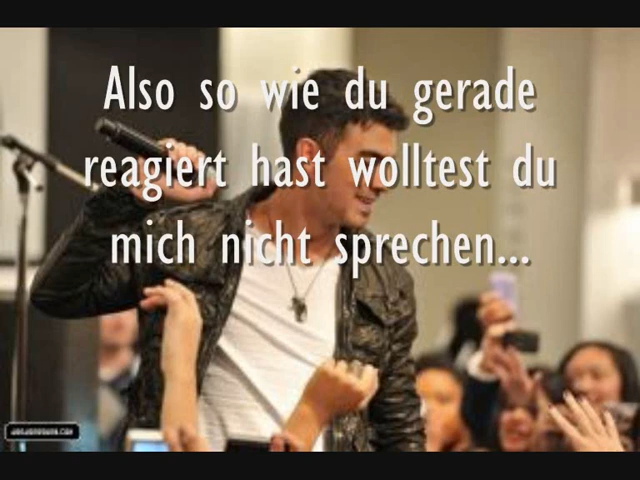 Also so wie du gerade
reagiert hast wolltest du
mich nicht sprechen...